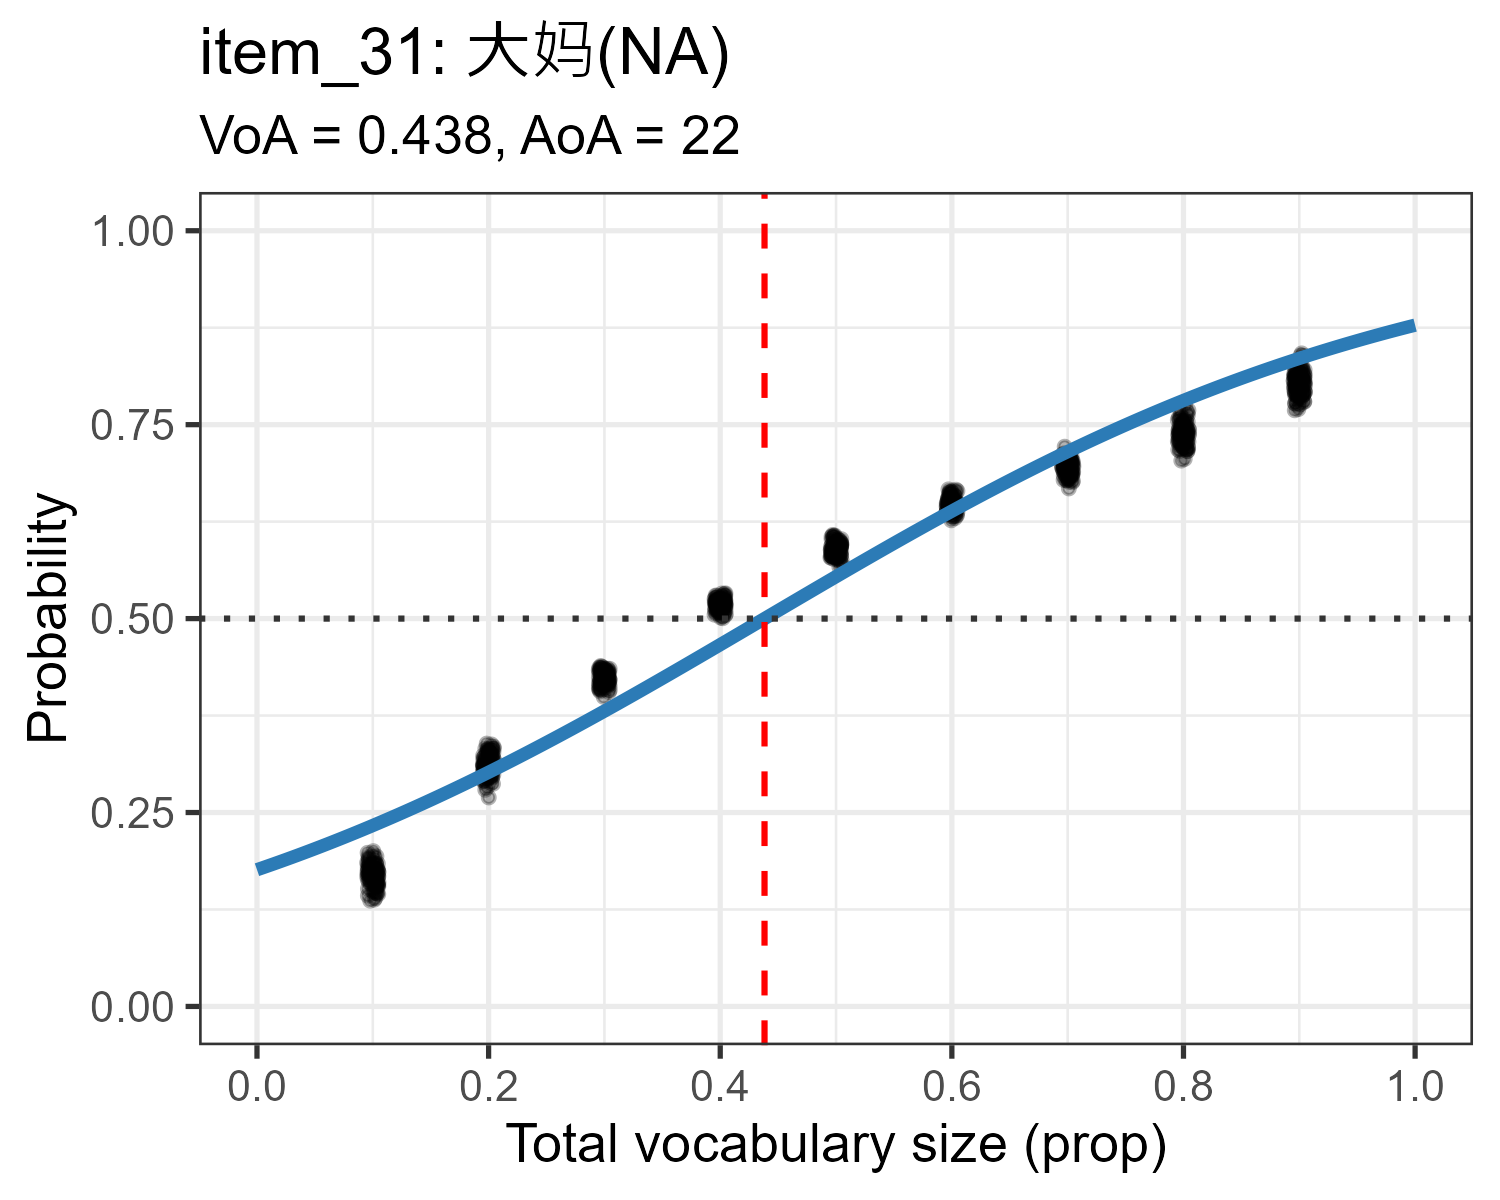 item_31: 大妈(NA)
VoA = 0.438, AoA = 22
1.00
0.75
0.50
0.25
0.00
Probability
0.0 0.2 0.4 0.6 0.8 1.0
Total vocabulary size (prop)